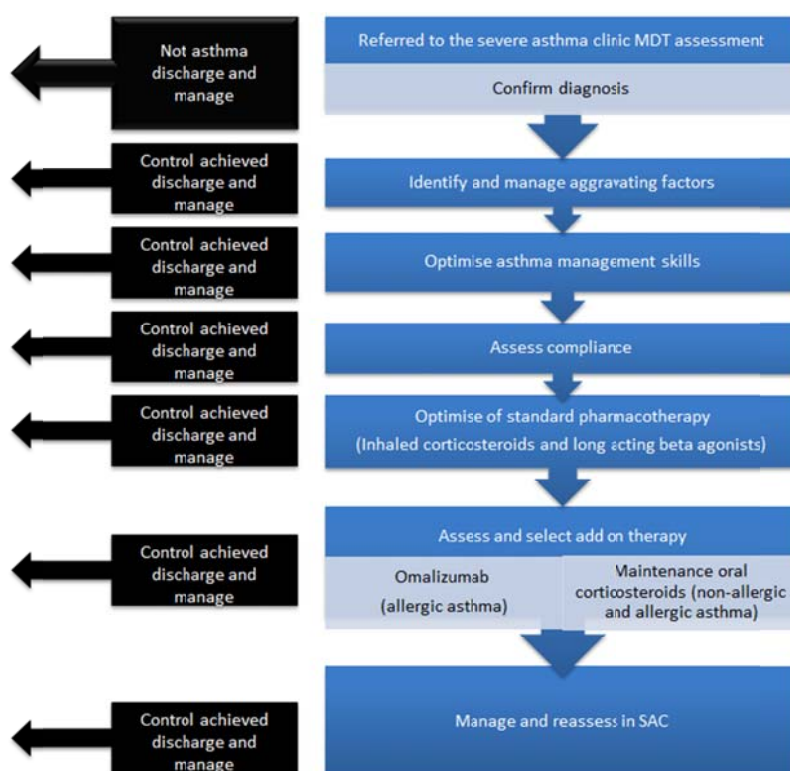 Not asthma
discharge and
manage
Referred to the severe asthma clinic MDT assessment
Confirm diagnosis
Control achieved
discharge and
manage
Identify and manage aggravating factors
Control achieved
discharge and
manage
Optimise asthma management skills
Control achieved
discharge and
manage
Assess compliance
Control achieved
discharge and
manage
Optimise of standard pharmacotherapy
(Inhaled corticosteroids and long acting beta agonists)
Control achieved
discharge and
manage
Assess and select add on therapy
Omalizumab
(allergic asthma)
Maintenance oral
corticosteroids (non-allergic
and allergic asthma)
Control achieved
discharge and
manage
Manage and reassess in SAC